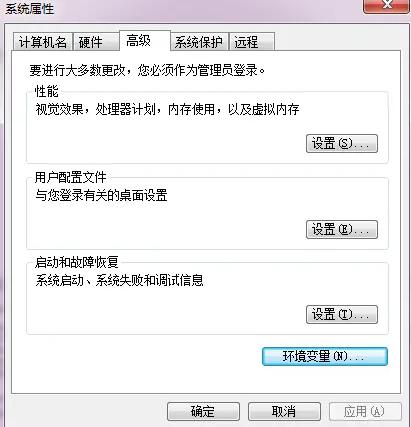 系统属性
计算机名 硬件 高级 系统保护 远程
要进行大多数更改，您必须作为管理员登录。
性能
视觉效果，处理器计划，内存使用，以及虚拟内存
设置(S)...
用户配置文件
与您登录有关的桌面设置
设置(E)...
启动和故障恢复
系统启动、系统失败和调试信息
设置(T)...
环境变量(N)...
确定 取消 应用(A)